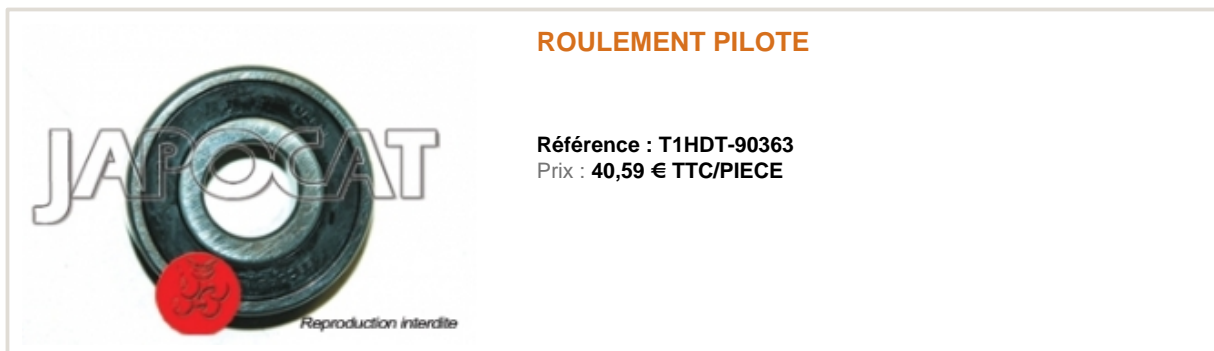 ROULEMENT PILOTE
Référence : T1HDT-90363
Prix : 40,59 € TTC/PIECE
JAPOCAT
Reproduction interdite